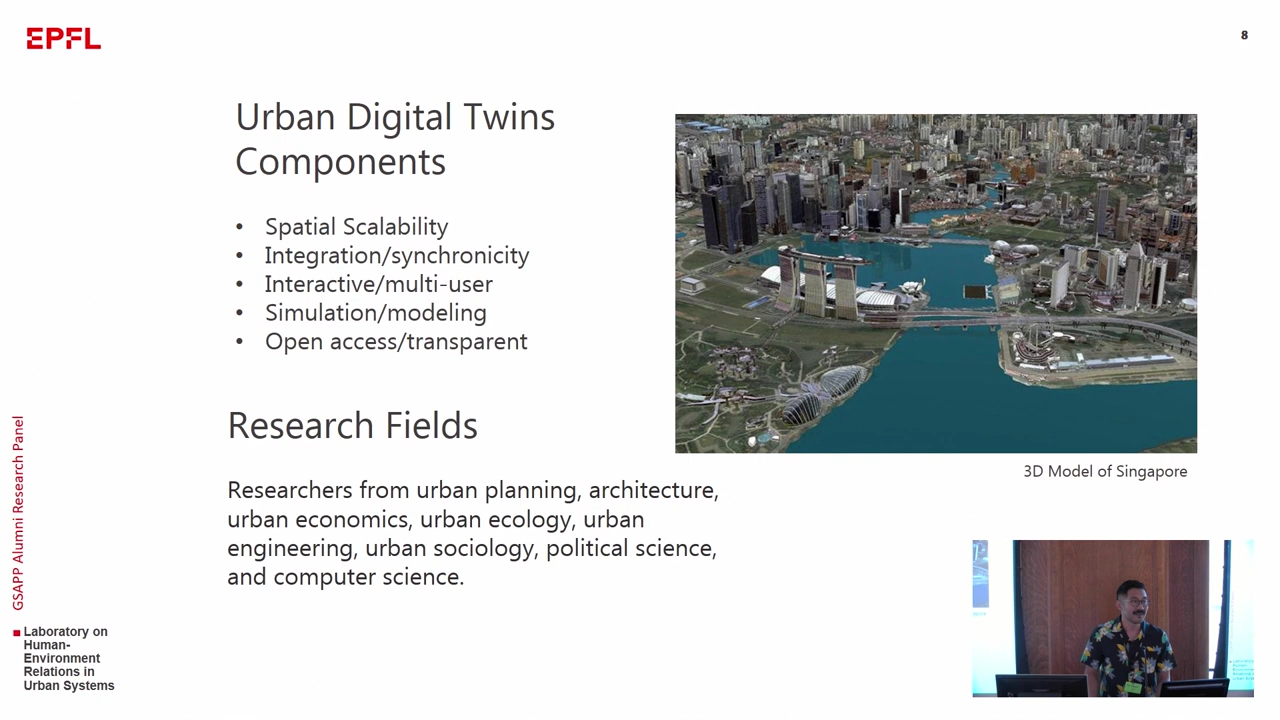 EPFL
8
Urban Digital Twins
Components
• Spatial Scalability
• Integration/synchronicity
• Interactive/multi-user
• Simulation/modeling
• Open access/transparent
Research Fields
Researchers from urban planning, architecture,
urban economics, urban ecology, urban
engineering, urban sociology, political science,
and computer science.
3D Model of Singapore
GSAPP Alumni Research Panel
Laboratory on
Human-
Environment
Relations in
Urban Systems